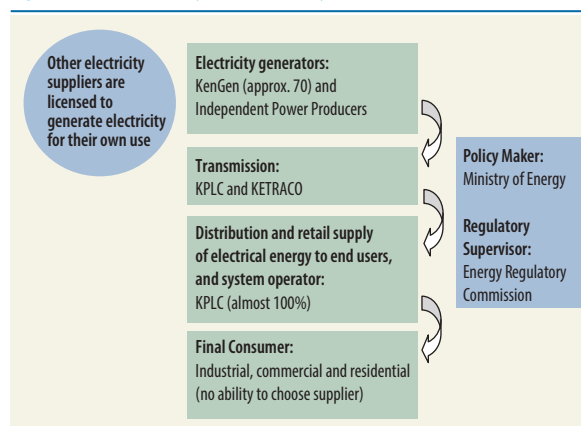 Other electricity
suppliers are
licensed to
generate electricity
for their own use
Electricity generators:
KenGen (approx. 70) and
Independent Power Producers
Transmission:
KPLC and KETRACO
Distribution and retail supply
of electrical energy to end users,
and system operator:
KPLC (almost 100%)
Final Consumer:
Industrial, commercial and residential
(no ability to choose supplier)
Policy Maker:
Ministry of Energy
Regulatory
Supervisor:
Energy Regulatory
Commission